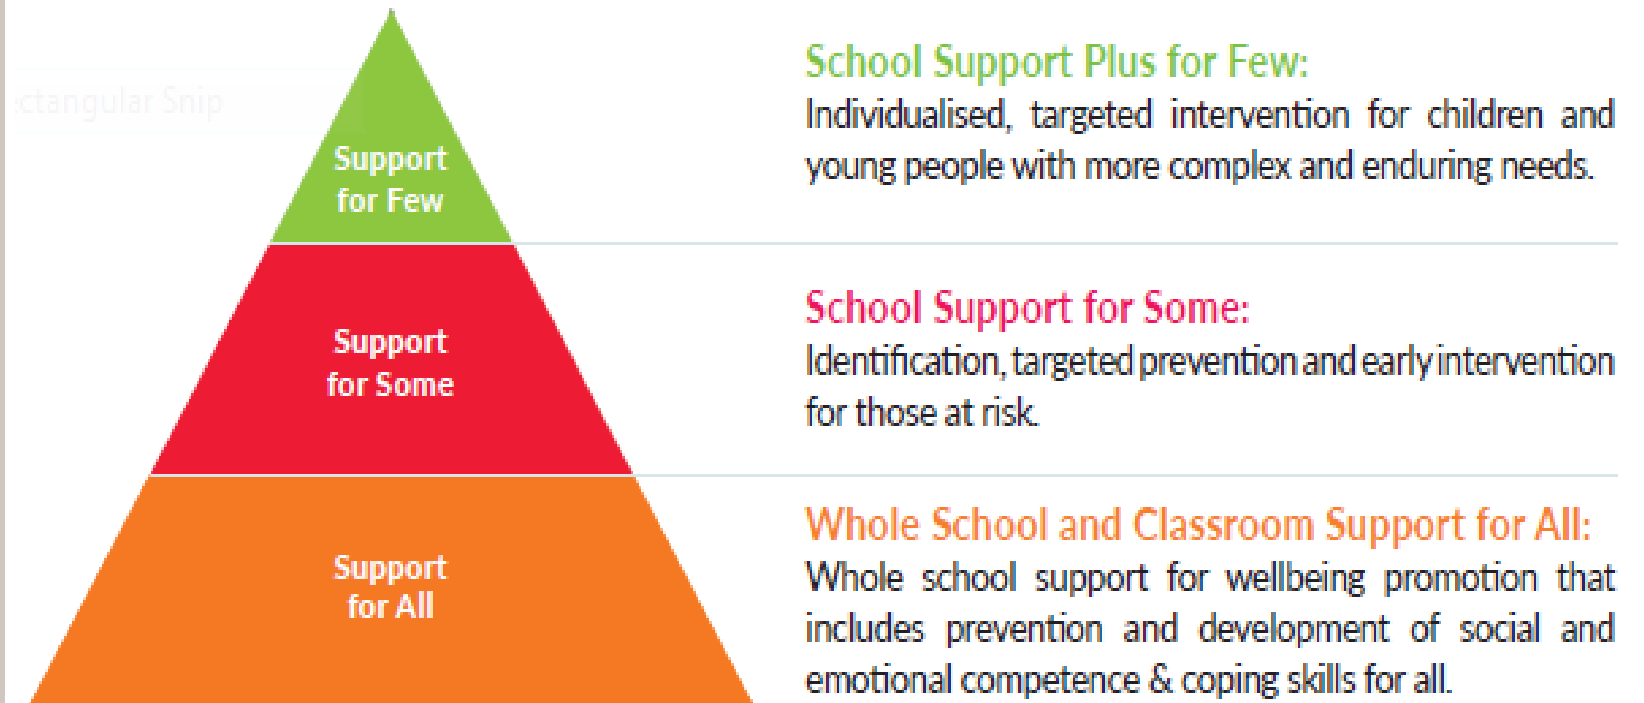 ectangular Snip
Support
for Few
Support
for Some
Support
for All
School Support Plus for Few:
Individualised, targeted intervention for children and
young people with more complex and enduring needs.
School Support for Some:
Identification, targeted prevention and early intervention
for those at risk.
Whole School and Classroom Support for All:
Whole school support for wellbeing promotion that
includes prevention and development of social and
emotional competence & coping skills for all.